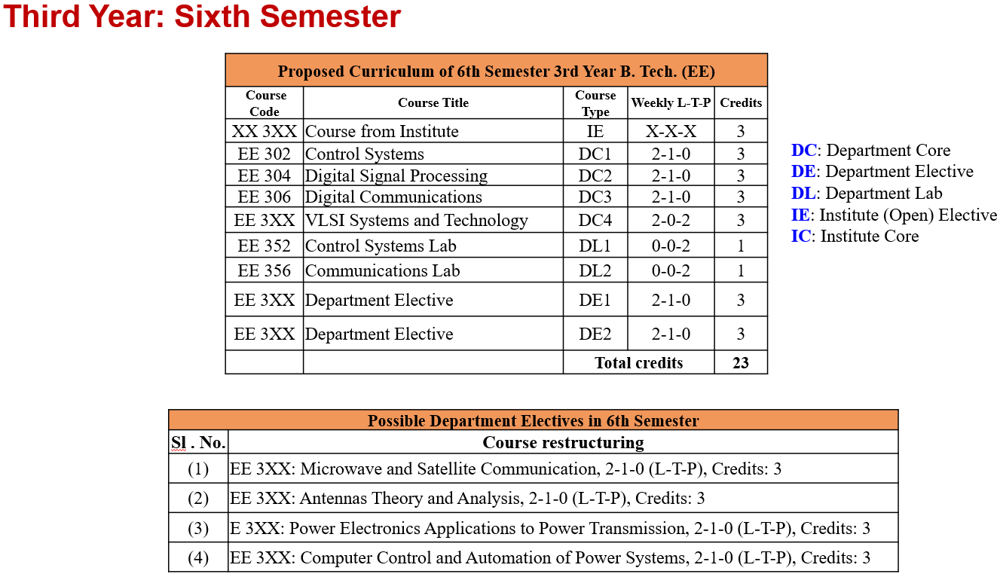 Third Year: Sixth Semester
Proposed Curriculum of 6th Semester 3rd Year B. Tech. (EE)
Course Code Course Title Course Type Weekly L-T-P Credits
XX 3XX Course from Institute IE X-X-X 3
EE 302 Control Systems DC1 2-1-0 3
EE 304 Digital Signal Processing DC2 2-1-0 3
EE 306 Digital Communications DC3 2-1-0 3
EE 3XX VLSI Systems and Technology DC4 2-0-2 3
EE 352 Control Systems Lab DL1 0-0-2 1
EE 356 Communications Lab DL2 0-0-2 1
EE 3XX Department Elective DE1 2-1-0 3
EE 3XX Department Elective DE2 2-1-0 3
Total credits 23
DC: Department Core
DE: Department Elective
DL: Department Lab
IE: Institute (Open) Elective
IC: Institute Core
Possible Department Electives in 6th Semester
Sl . No. Course restructuring
(1) EE 3XX: Microwave and Satellite Communication, 2-1-0 (L-T-P), Credits: 3
(2) EE 3XX: Antennas Theory and Analysis, 2-1-0 (L-T-P), Credits: 3
(3) E 3XX: Power Electronics Applications to Power Transmission, 2-1-0 (L-T-P), Credits: 3
(4) EE 3XX: Computer Control and Automation of Power Systems, 2-1-0 (L-T-P), Credits: 3